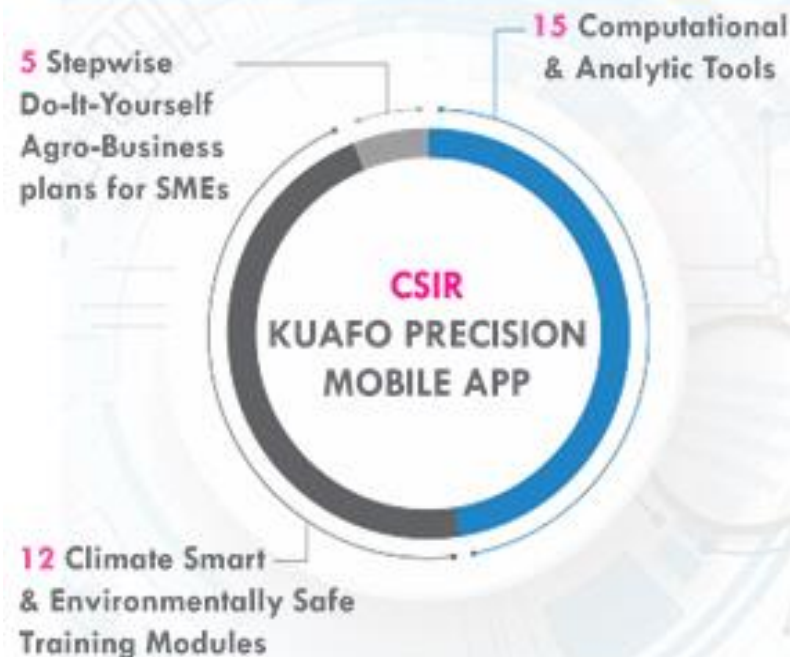 15 Computational
& Analytic Tools
5 Stepwise
Do-It-Yourself
Agro-Business
plans for SMEs
CSIR
KUAFO PRECISION
MOBILE APP
12 Climate Smart
& Environmentally Safe
Training Modules